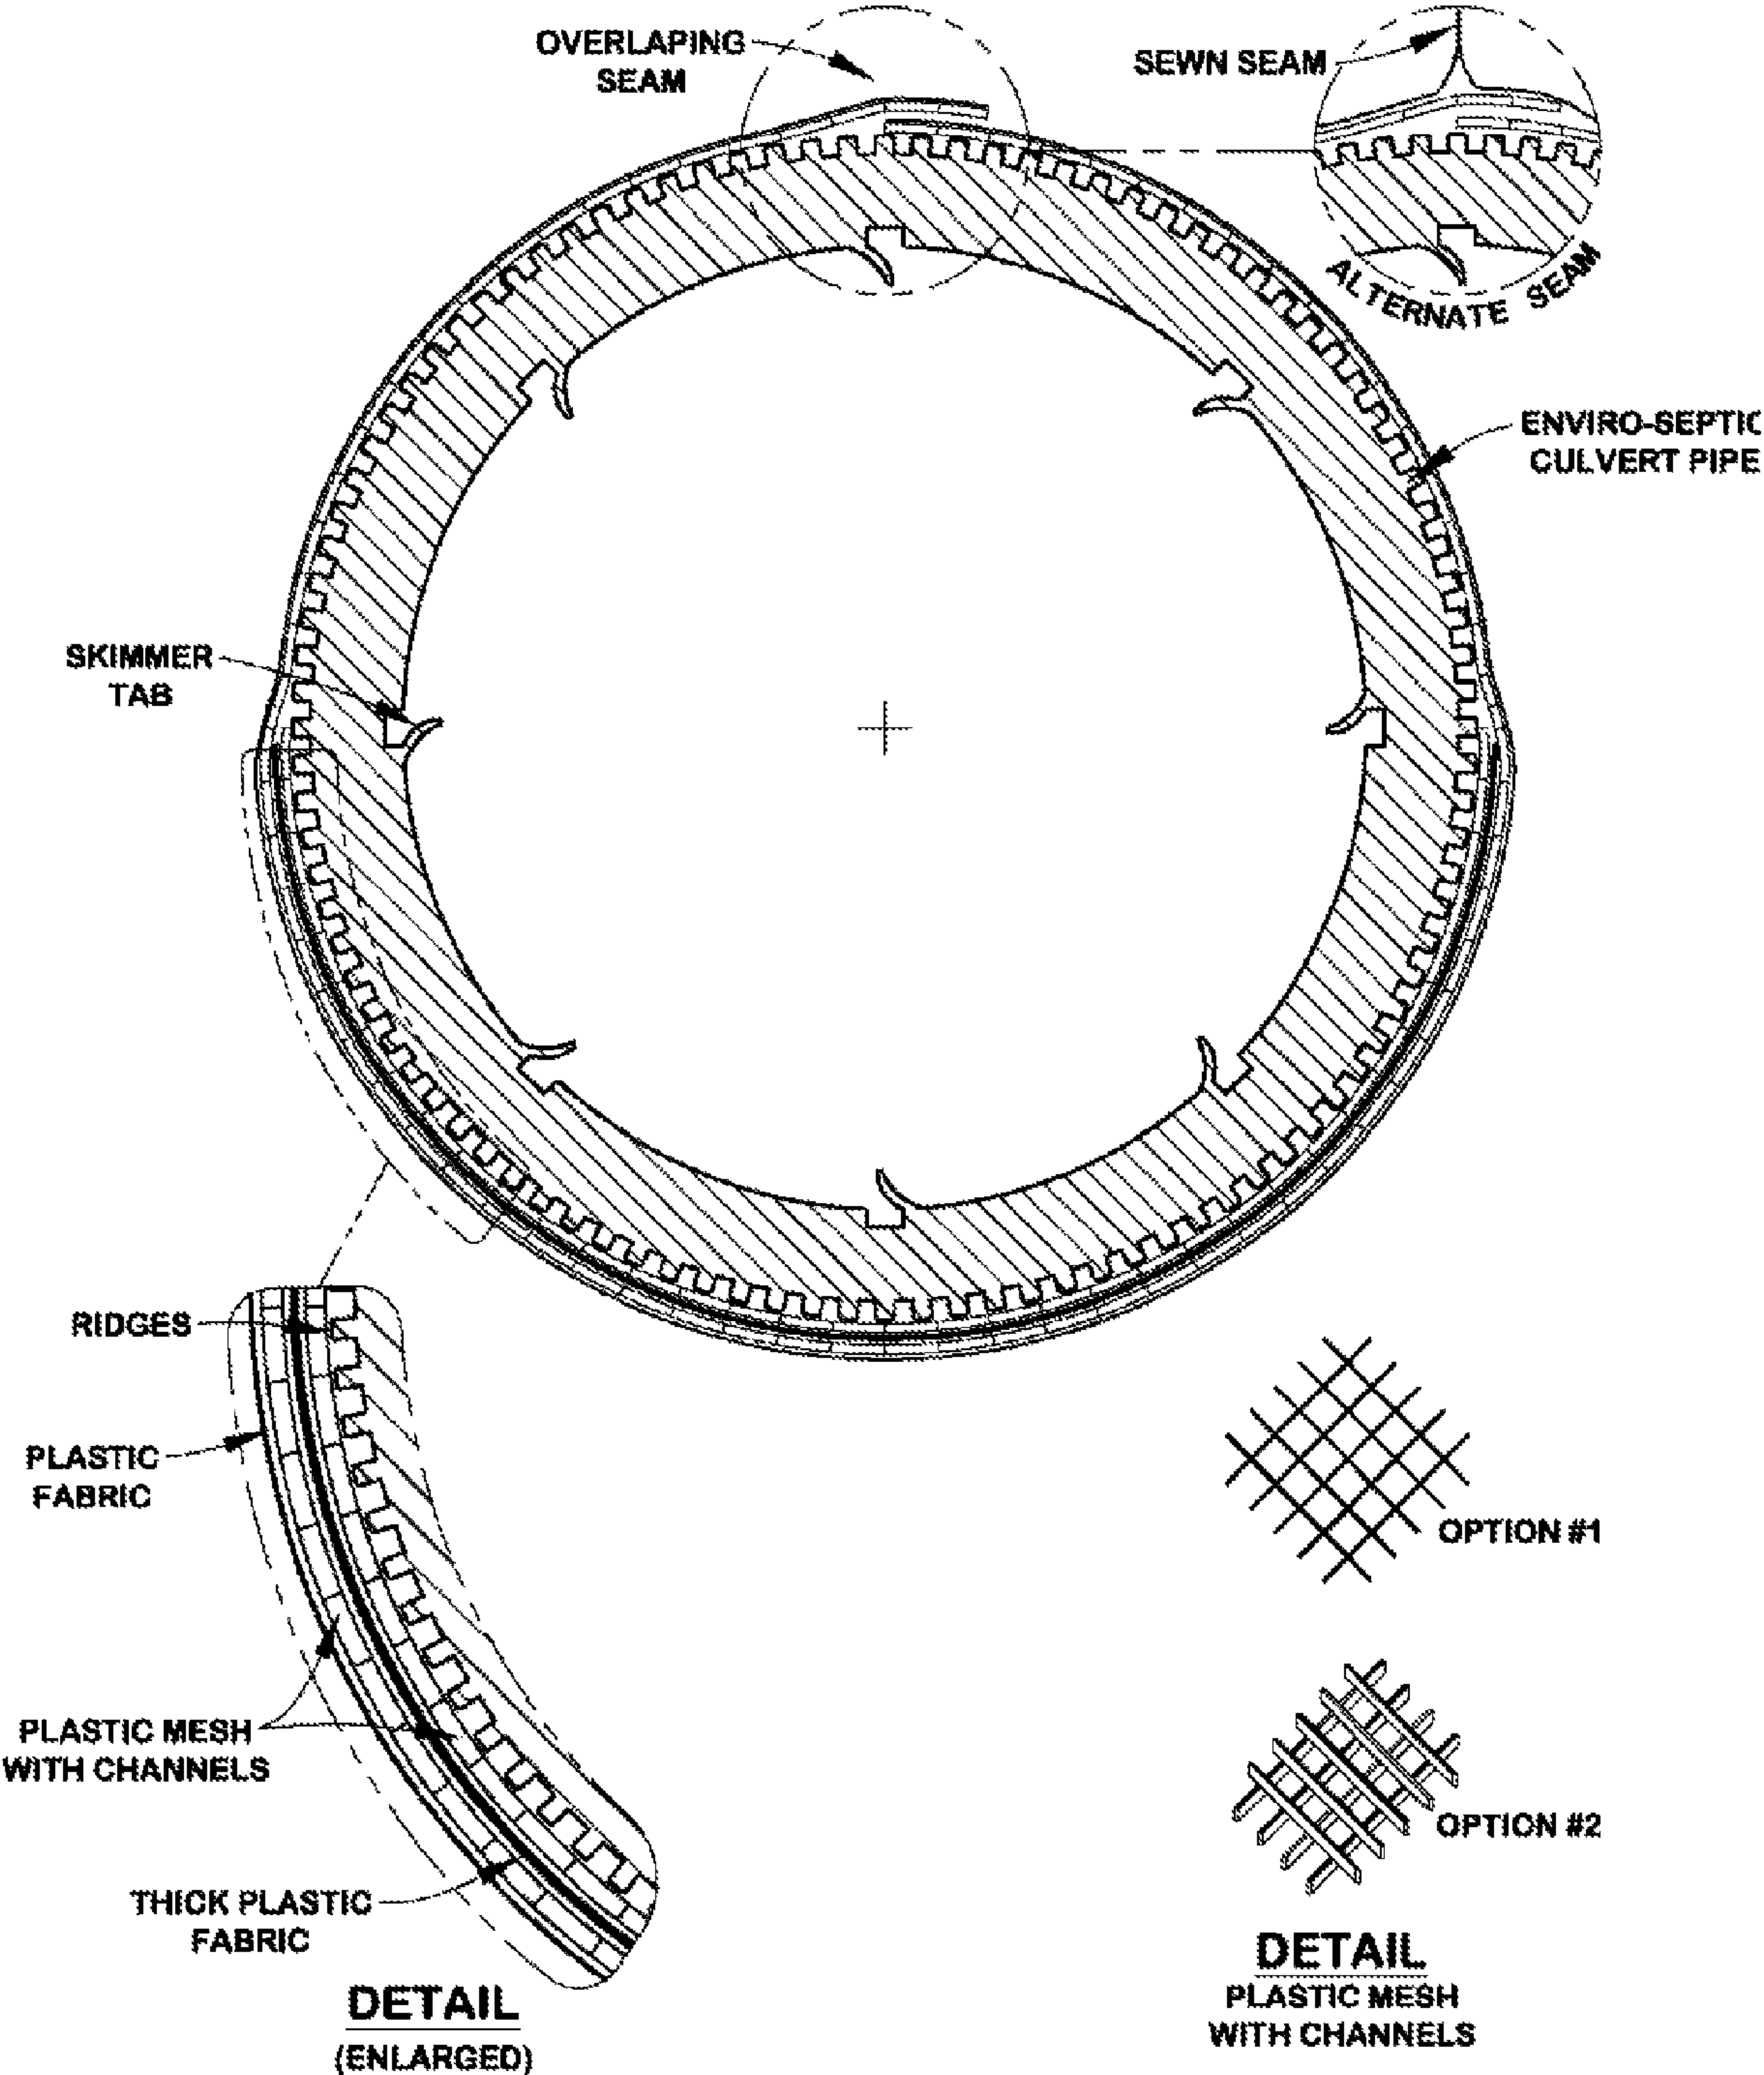 OVERLAPING
SEAM
SEWN SEAM
ALTERNATE SEAM
ENVIRO-SEPTIC
CULVERT PIPE
SKIMMER
TAB
RIDGES
PLASTIC
FABRIC
PLASTIC MESH
WITH CHANNELS
THICK PLASTIC
FABRIC
DETAIL
(ENLARGED)
OPTION #1
OPTION #2
DETAIL
PLASTIC MESH
WITH CHANNELS